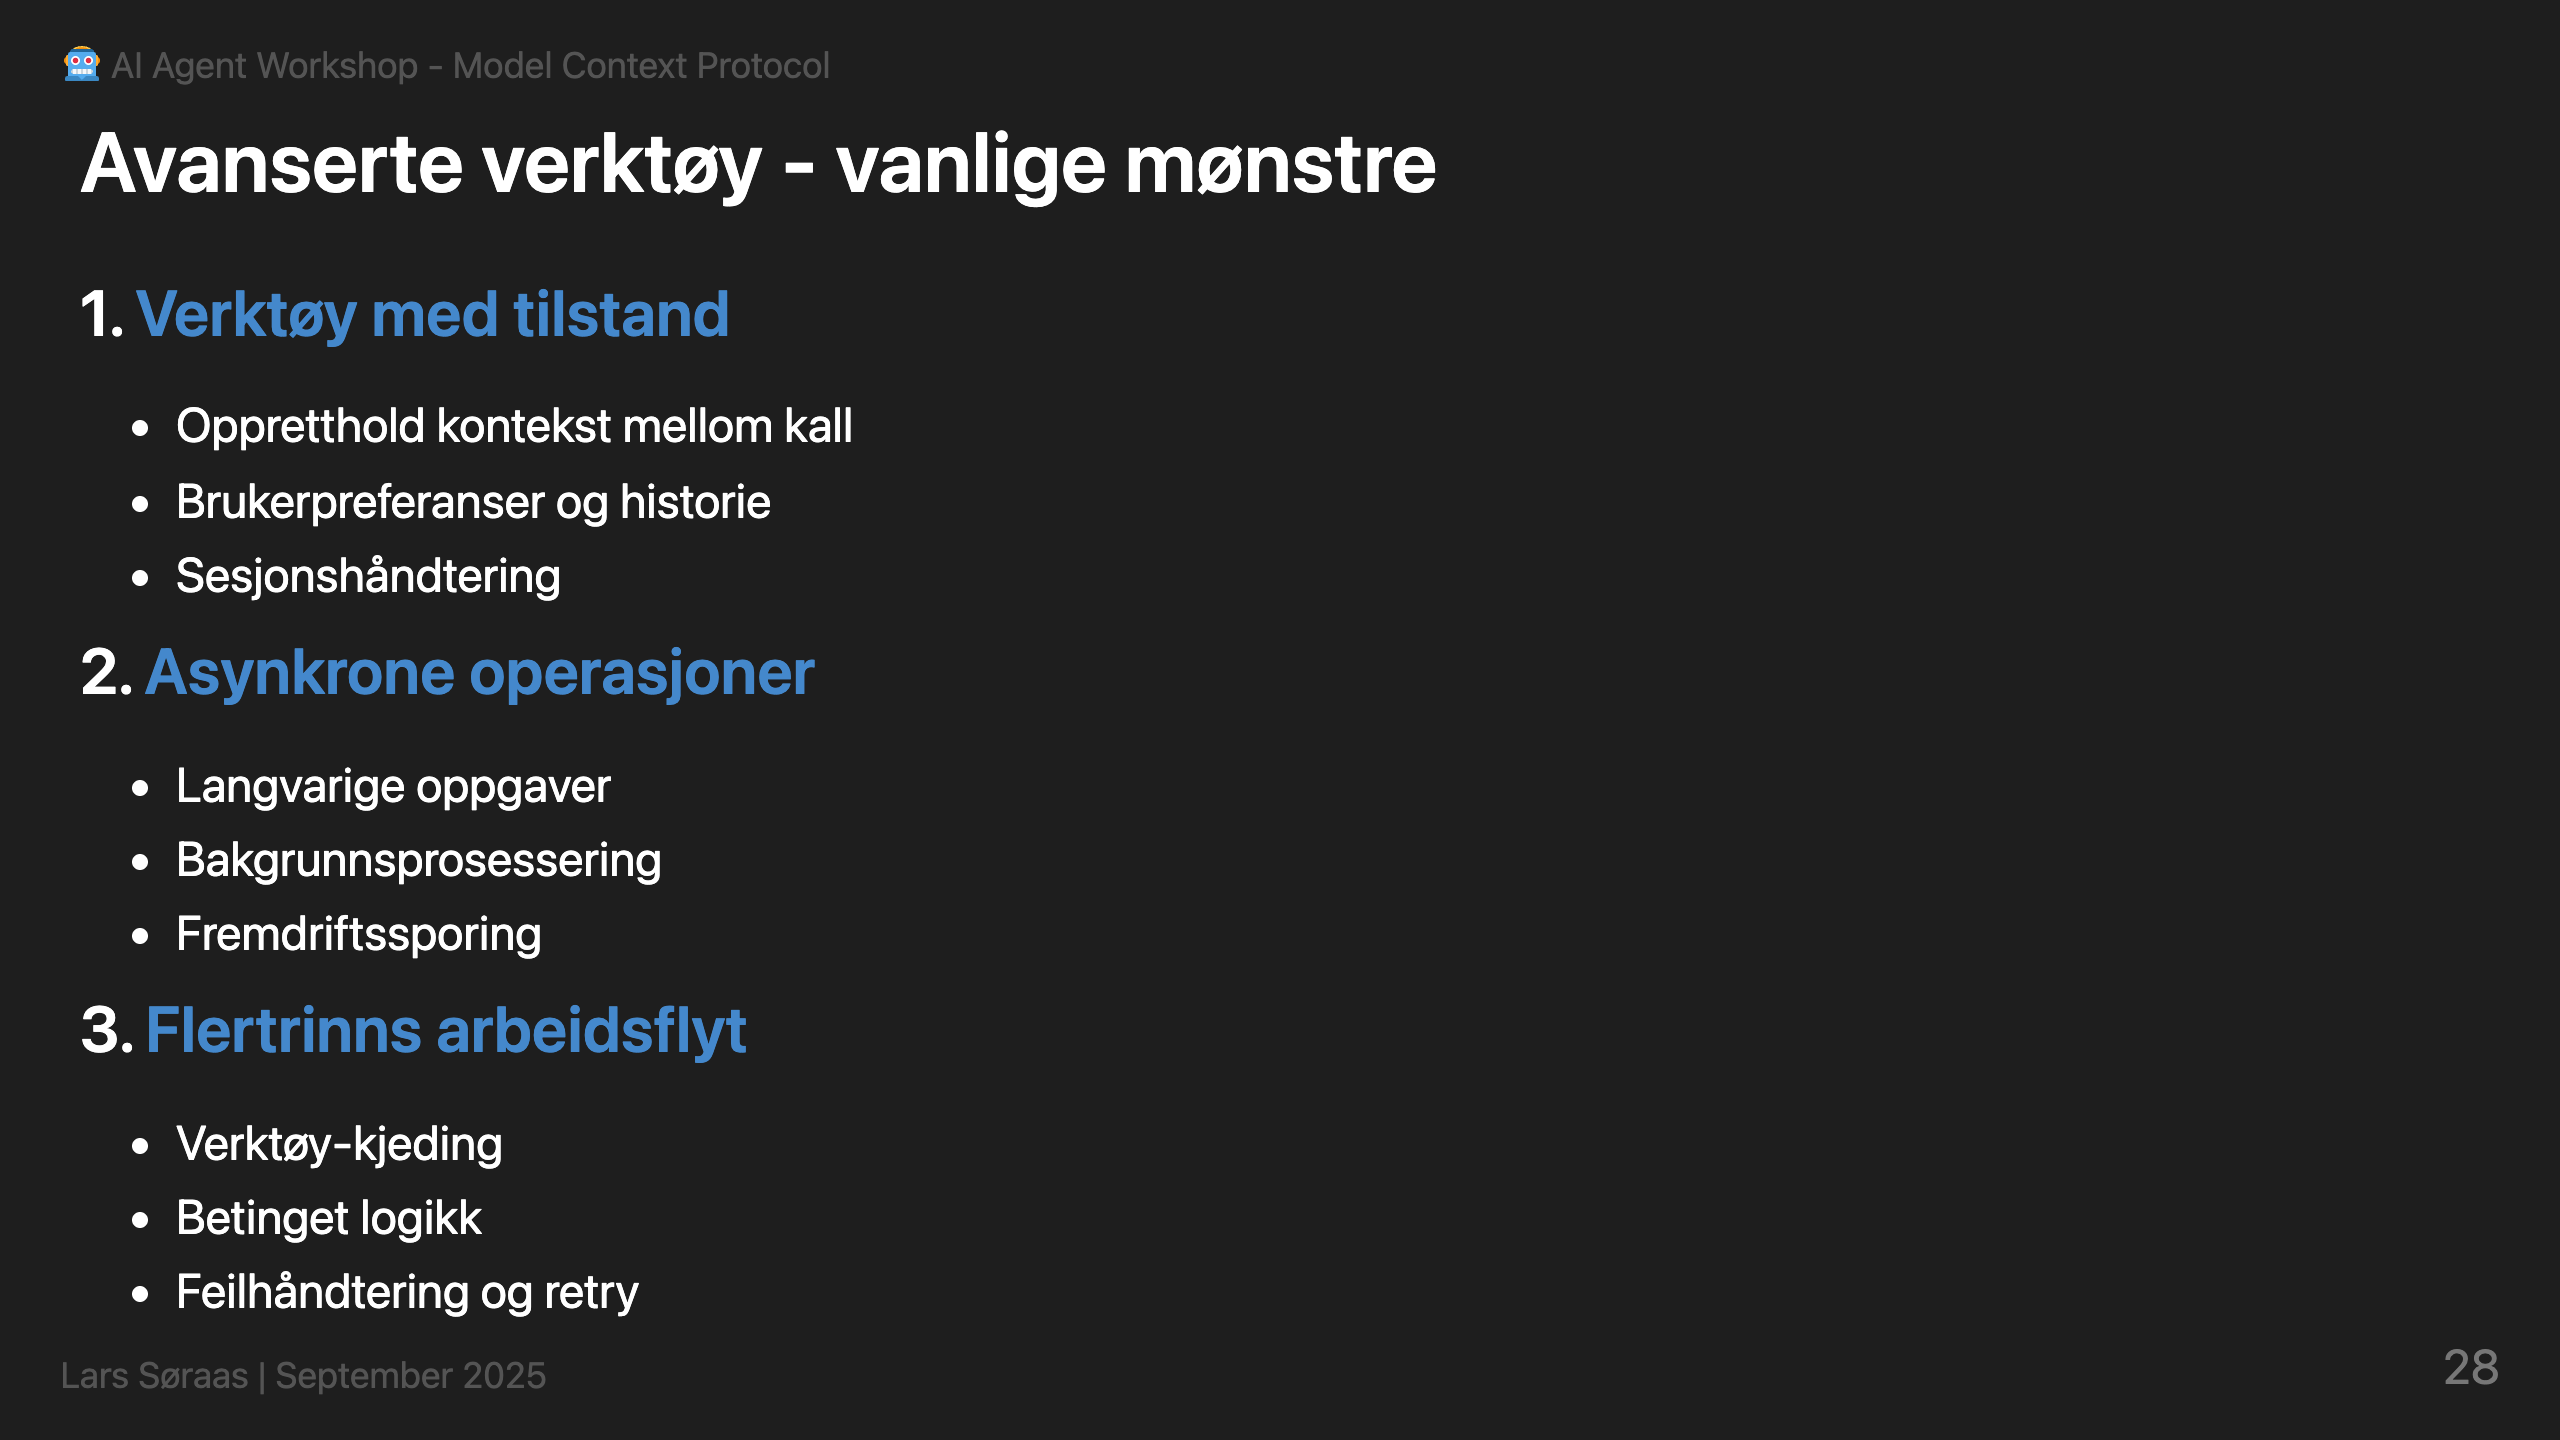 AI Agent Workshop - Model Context Protocol
Avanserte verktøy - vanlige mønstre
1. Verktøy med tilstand
• Oppretthold kontekst mellom kall
• Brukerpreferanser og historie
• Sesjonshåndtering
2. Asynkrone operasjoner
• Langvarige oppgaver
• Bakgrunnsprosessering
• Fremdriftssporing
3. Flertrinns arbeidsflyt
• Verktøy-kjeding
• Betinget logikk
• Feilhåndtering og retry
Lars Søraas | September 2025
28